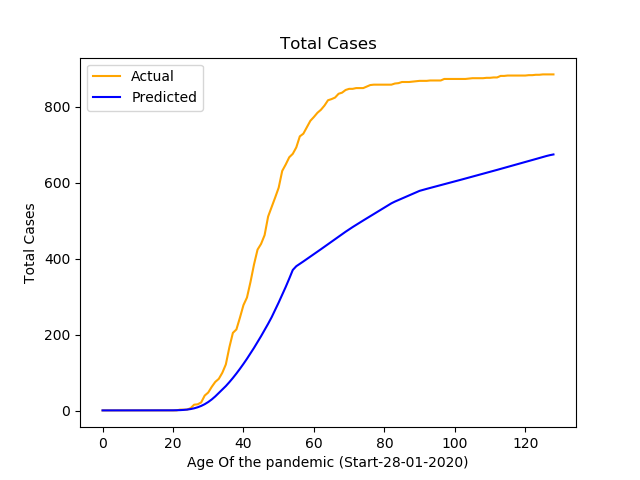 Total Cases
Actual
Predicted
800
600
400
200
0
Total Cases
0 20 40 60 80 100 120
Age Of the pandemic (Start-28-01-2020)